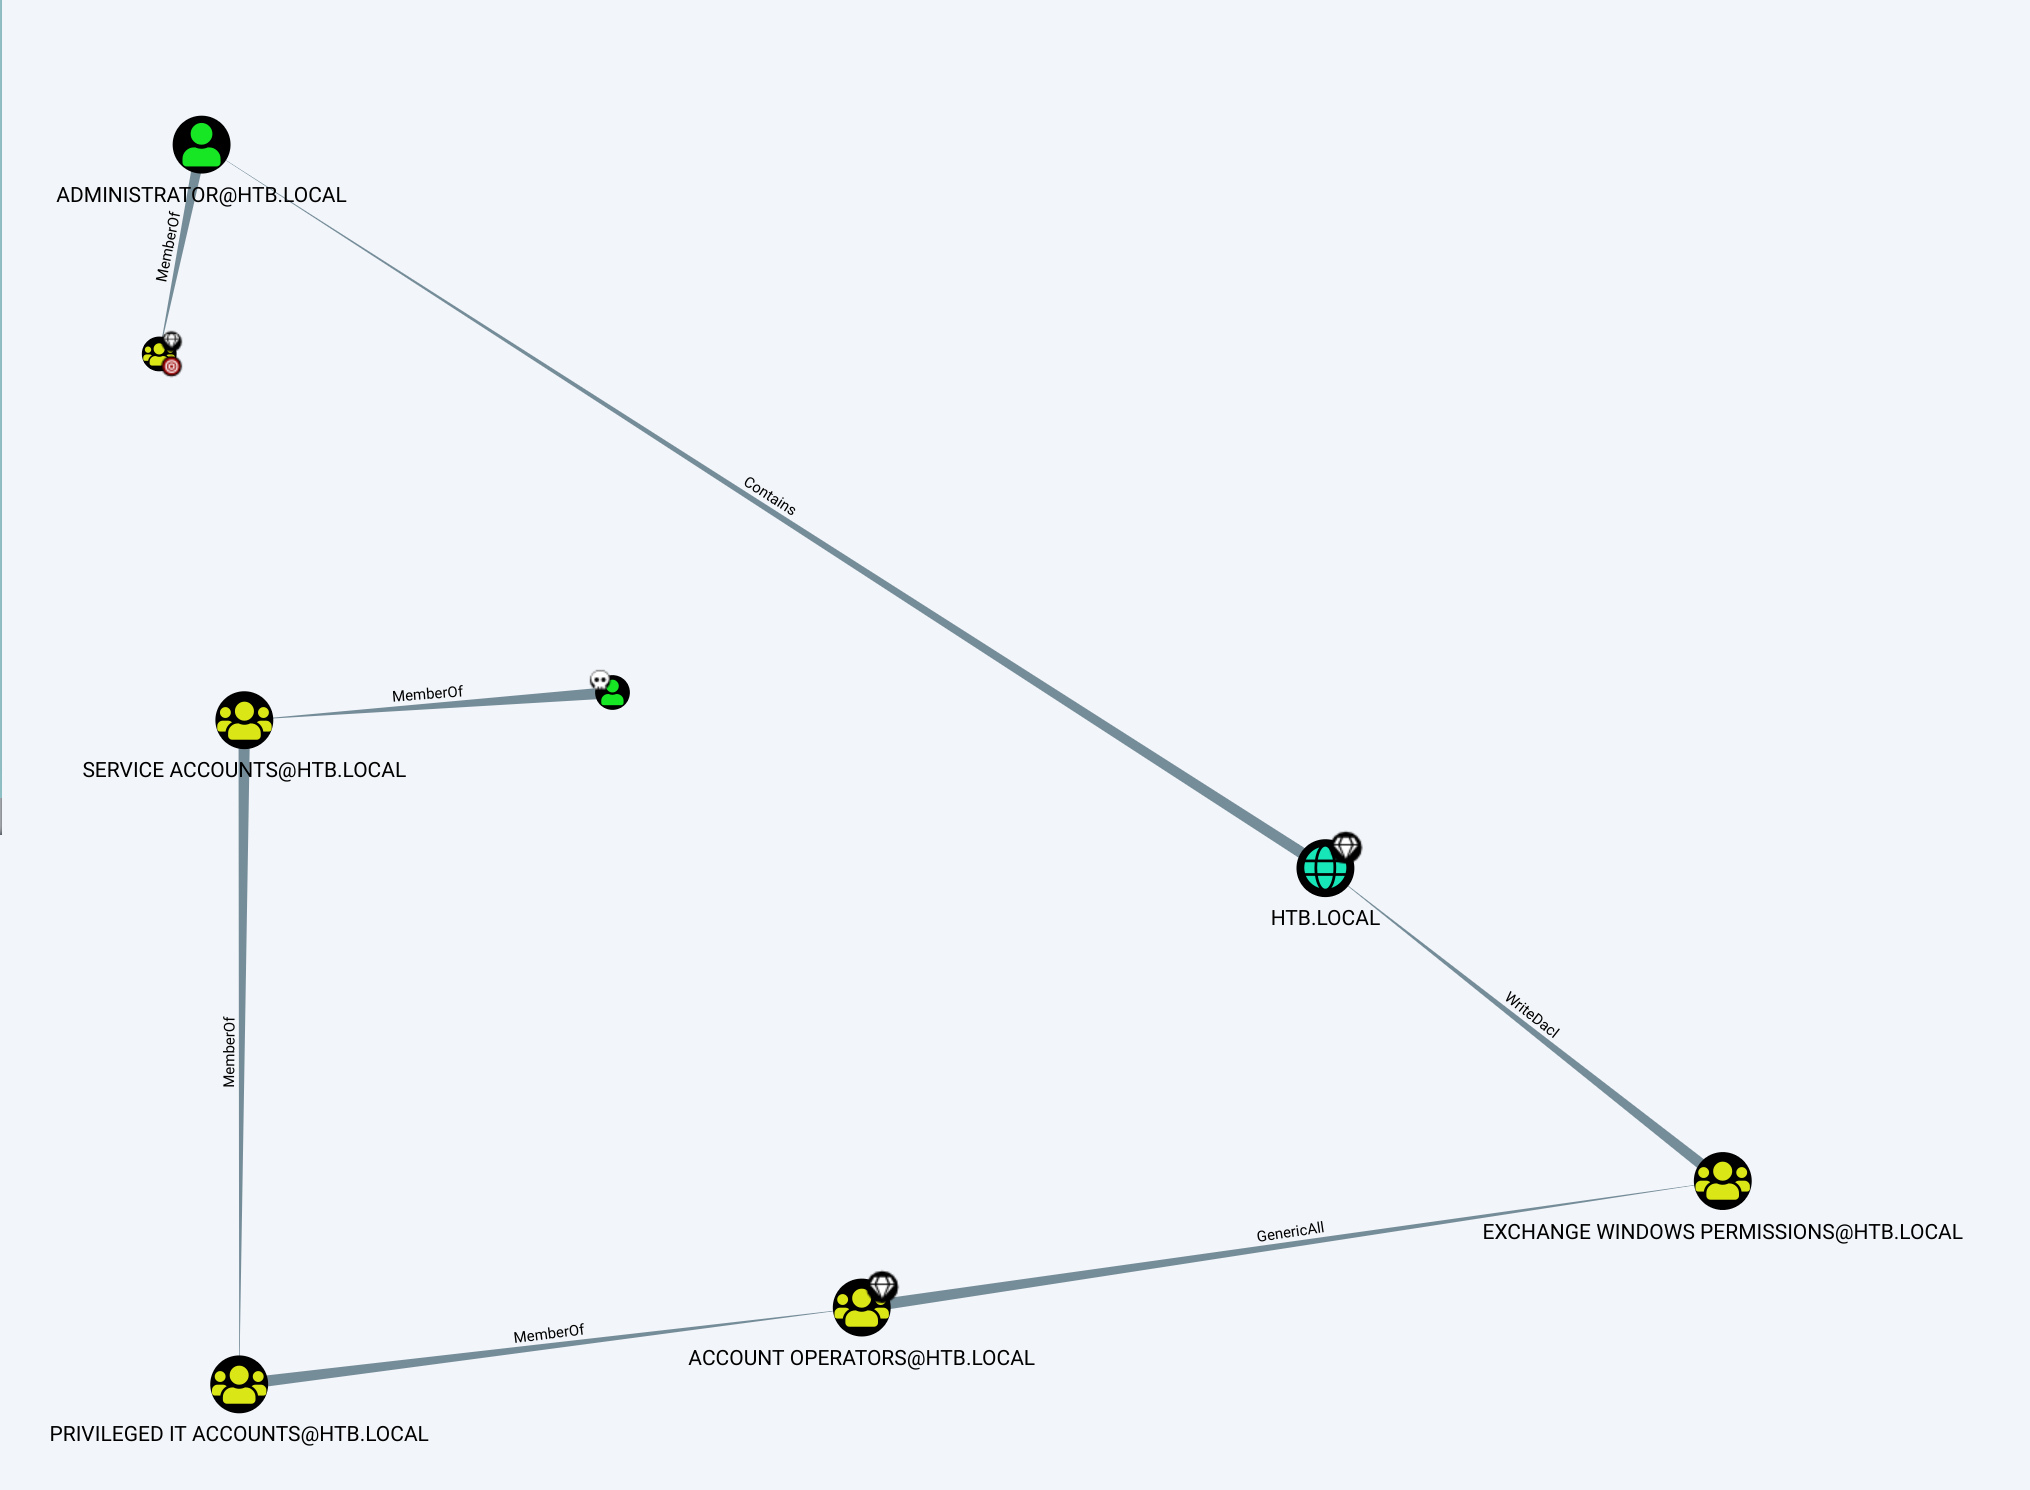 ADMINISTRATOR@HTB.LOCAL
MemberOf
Contains
MemberOf
SERVICE ACCOUNTS@HTB.LOCAL
HTB.LOCAL
WriteDacl
MemberOf
GenericAll
EXCHANGE WINDOWS PERMISSIONS@HTB.LOCAL
MemberOf
ACCOUNT OPERATORS@HTB.LOCAL
PRIVILEGED IT ACCOUNTS@HTB.LOCAL